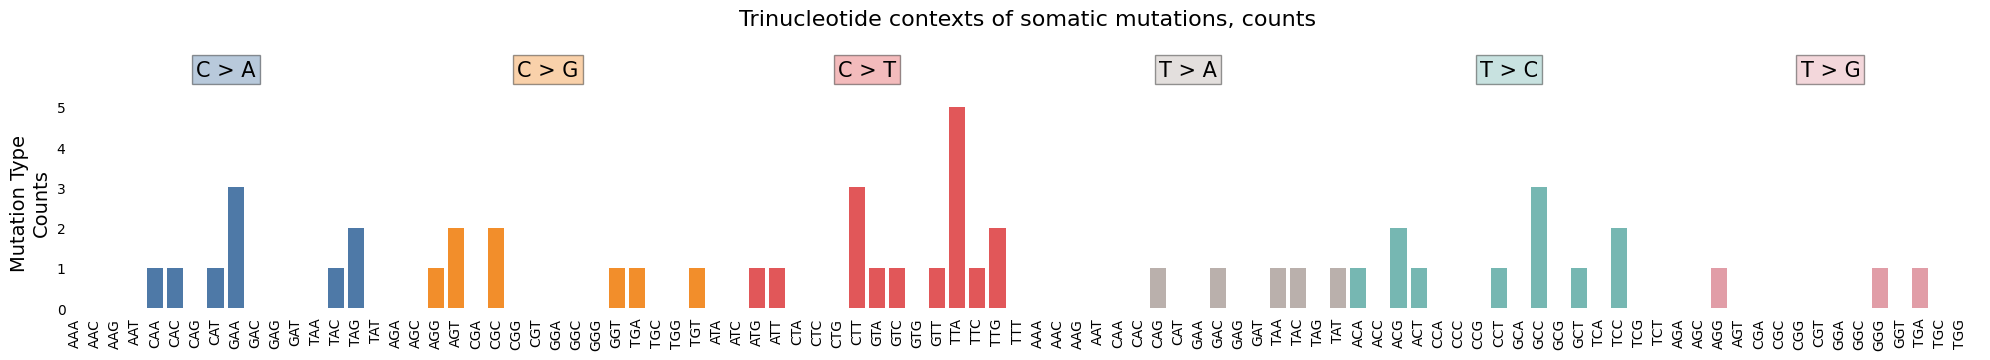 Trinucleotide contexts of somatic mutations, counts
C > A C > G C > T T > A T > C T > G
Mutation Type
Counts
5
4
3
2
1
0
AAA AAC AAG AAT CAA CAC CAG CAT GAA GAC GAG GAT TAA TAC TAG TAT AGA AGC AGG AGT CGA CGC CGG CGT GGA GGC GGG GGT TGA TGC TGG TGT ATA ATC ATG ATT CTA CTC CTG CTT GTA GTC GTG GTT TTA TTC TTG TTT AAA AAC AAG AAT CAA CAC CAG CAT GAA GAC GAG GAT TAA TAC TAG TAT ACA ACC ACG ACT CCA CCC CCG CCT GCA GCC GCG GCT TCA TCC TCG TCT AGA AGC AGG AGT CGA CGC CGG CGT GGA GGC GGG GGT TGA TGC TGG